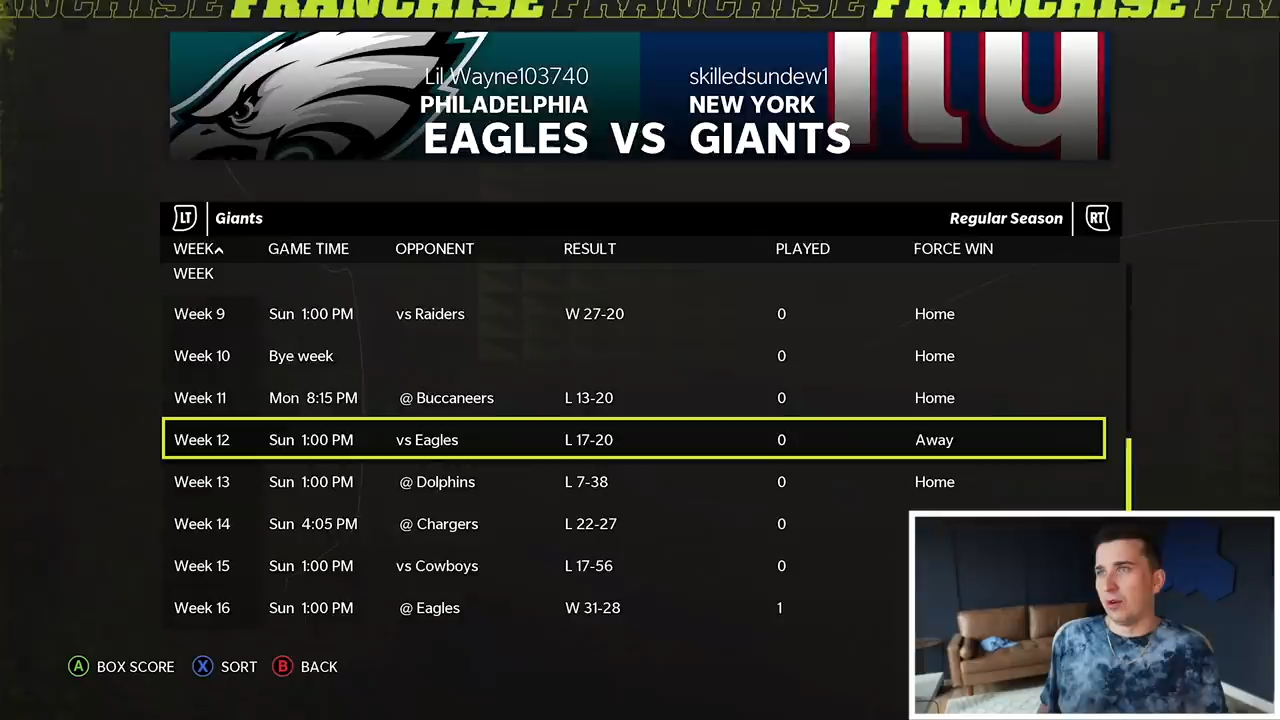 FRANCHISE FRANCHISE FRANCHISE FRANCHISE
Lil Wayne103740 skilledsundew1
PHILADELPHIA NEW YORK
EAGLES VS GIANTS
ny
LT Giants Regular Season RT
WEEK GAME TIME OPPONENT RESULT PLAYED FORCE WIN
WEEK
Week 9 Sun 1:00 PM vs Raiders W 27-20 0 Home
Week 10 Bye week 0 Home
Week 11 Mon 8:15 PM @ Buccaneers L 13-20 0 Home
Week 12 Sun 1:00 PM vs Eagles L 17-20 0 Away
Week 13 Sun 1:00 PM @ Dolphins L 7-38 0 Home
Week 14 Sun 4:05 PM @ Chargers L 22-27 0
Week 15 Sun 1:00 PM vs Cowboys L 17-56 0
Week 16 Sun 1:00 PM @ Eagles W 31-28 1
A BOX SCORE X SORT B BACK